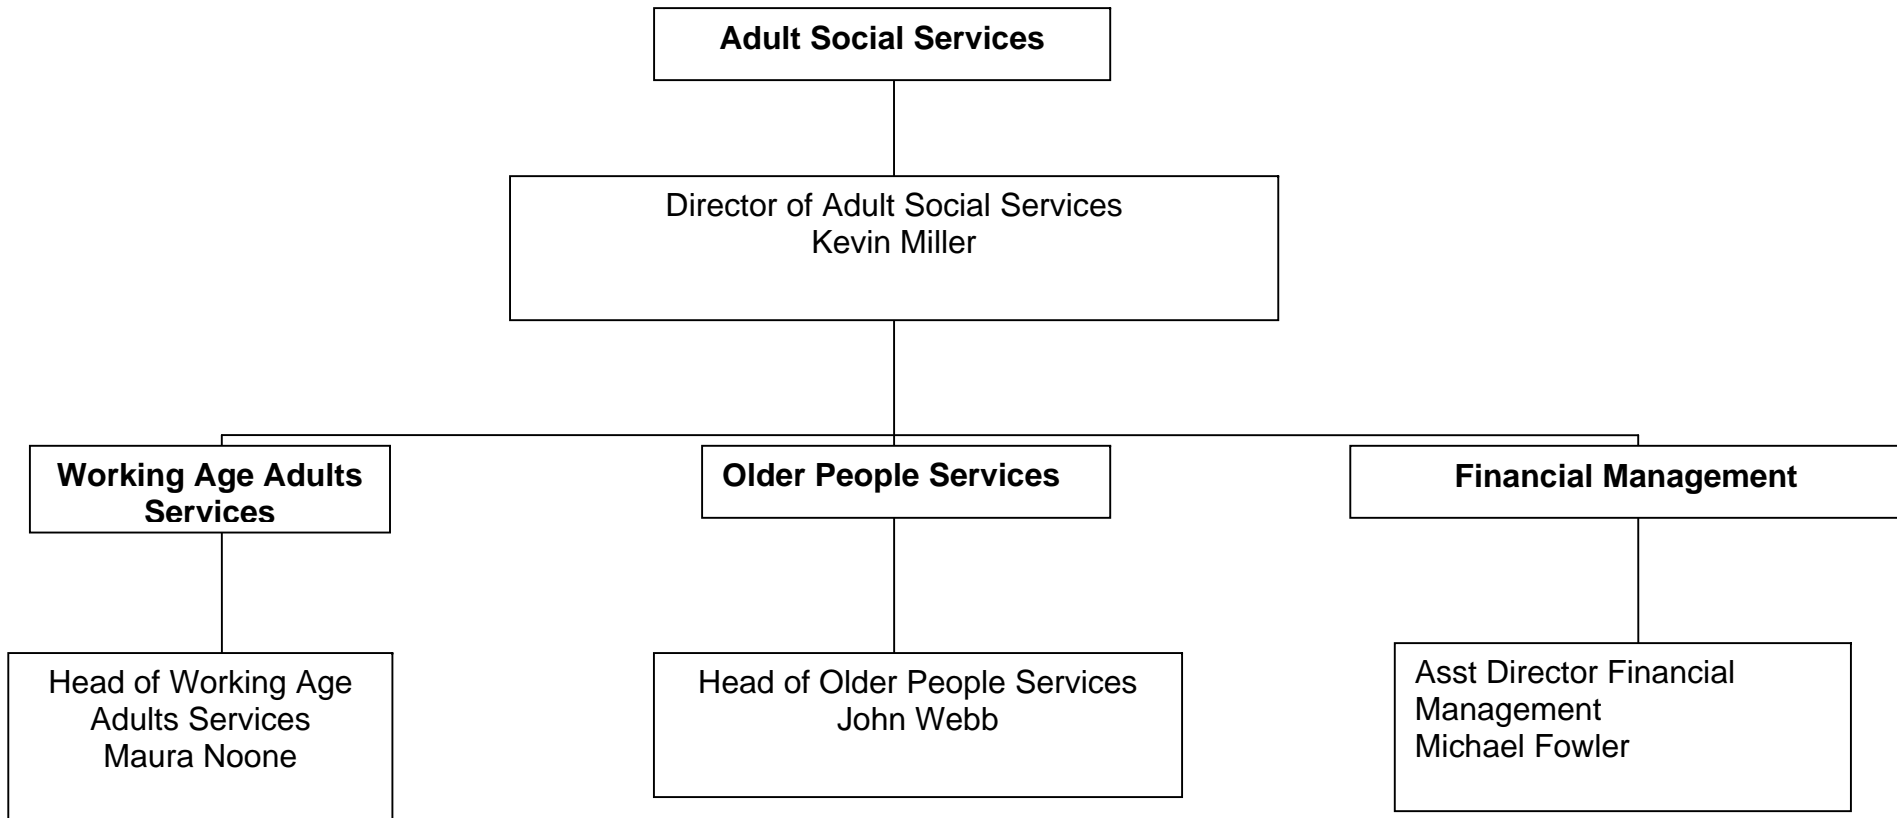 Adult Social Services
Director of Adult Social Services
Kevin Miller
Working Age Adults
Services
Older People Services
Financial Management
Head of Working Age
Adults Services
Maura Noone
Head of Older People Services
John Webb
Asst Director Financial
Management
Michael Fowler